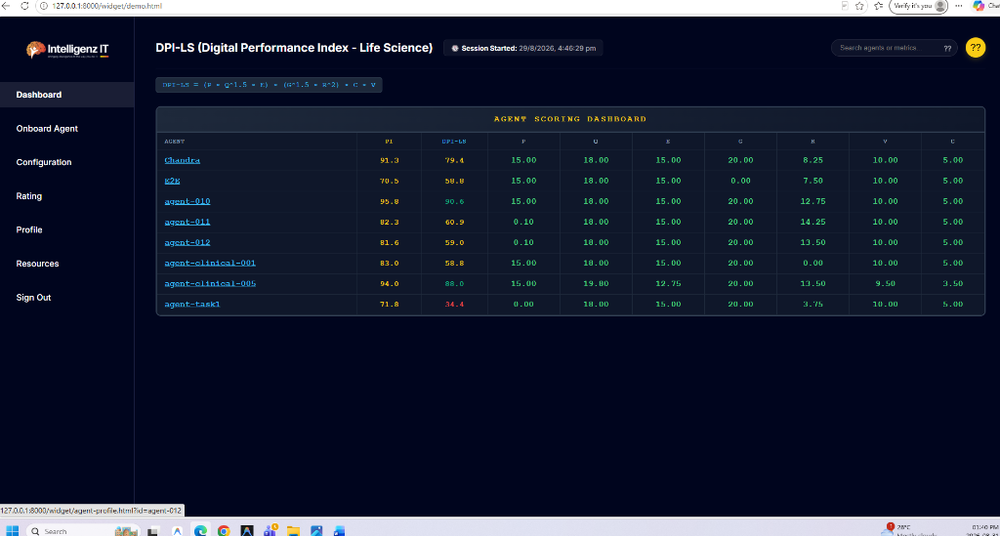 127.0.0.1:8000/widget/demo.html
Verify it's you
Chat
Intelligenz IT
DPI-LS (Digital Performance Index - Life Science)
Session Started: 29/8/2026, 4:46:29 pm
Search agents or metrics...
??
??
Dashboard
Onboard Agent
Configuration
Rating
Profile
Resources
Sign Out
DPI-LS = (P × Q^1.5 × E) × (G^1.5 × R^2) × C × V
AGENT SCORING DASHBOARD
AGENT PI DPI-LS P Q E G R V C
Chandra 91.3 79.4 15.00 18.00 15.00 20.00 8.25 10.00 5.00
K2K 70.5 58.8 15.00 18.00 15.00 0.00 7.50 10.00 5.00
agent-010 95.8 90.6 15.00 18.00 15.00 20.00 12.75 10.00 5.00
agent-011 82.3 60.9 0.10 18.00 15.00 20.00 14.25 10.00 5.00
agent-012 81.6 59.0 0.10 18.00 15.00 20.00 13.50 10.00 5.00
agent-clinical-001 83.0 58.8 15.00 18.00 15.00 20.00 0.00 10.00 5.00
agent-clinical-005 94.0 88.0 15.00 19.80 12.75 20.00 13.50 9.50 3.50
agent-task1 71.8 34.4 0.00 18.00 15.00 20.00 3.75 10.00 5.00
127.0.0.1:8000/widget/agent-profile.html?id=agent-012
Search
28°C
Mostly cloudy
01:40 PM